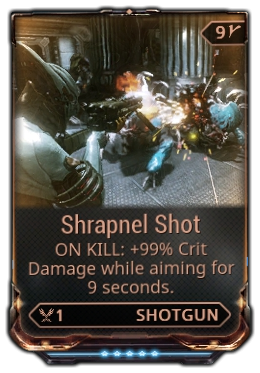 9
Shrapnel Shot
ON KILL: +99% Crit
Damage while aiming for
9 seconds.
1 SHOTGUN